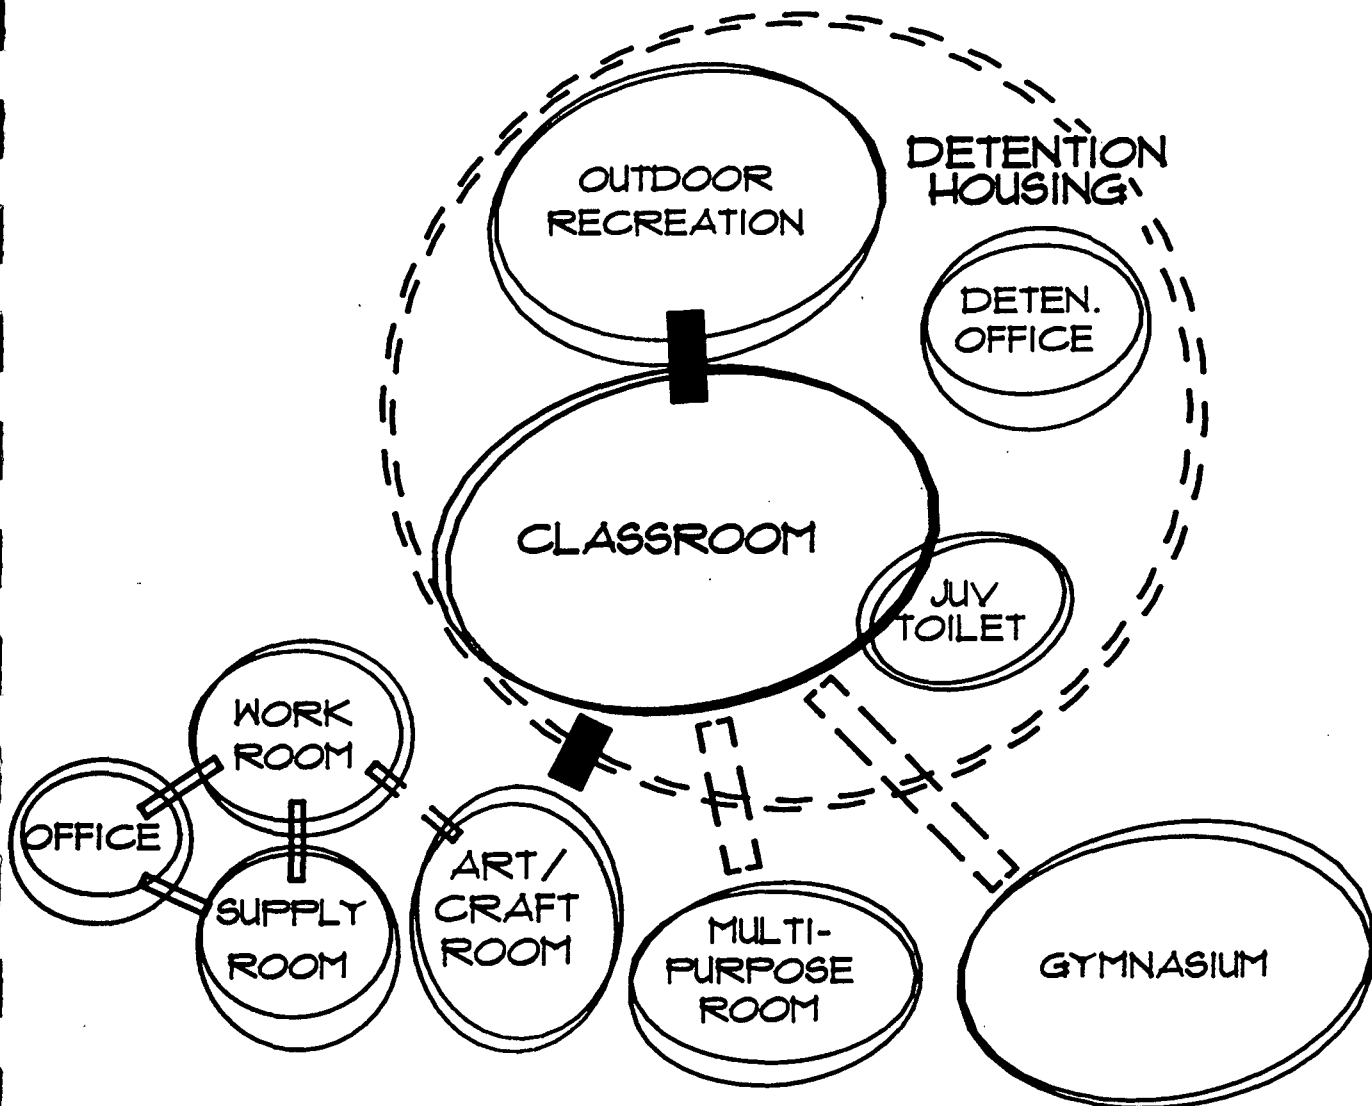 OUTDOOR
RECREATION
DETENTION
HOUSING
DETEN.
OFFICE
CLASSROOM
JUV
TOILET
WORK
ROOM
OFFICE
SUPPLY
ROOM
ART/
CRAFT
ROOM
MULTI-
PURPOSE
ROOM
GYMNASIUM